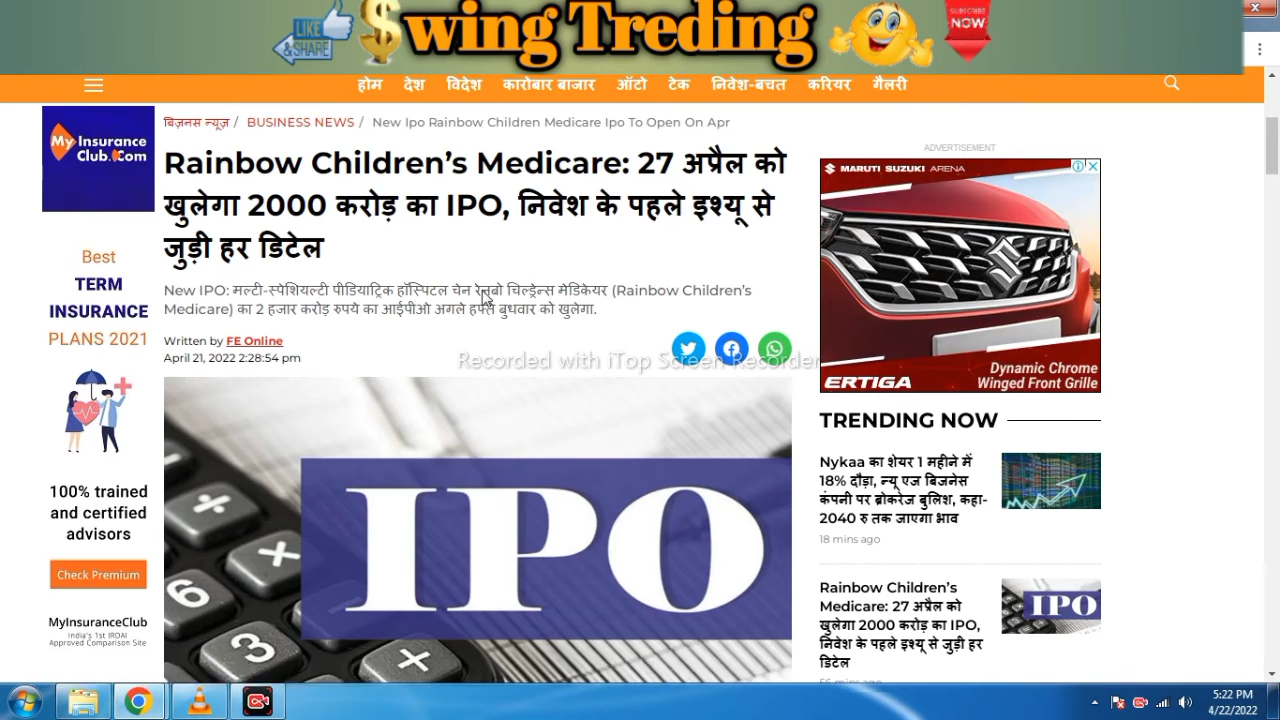 LIKE
& SHARE
$wing Treding
SUBSCRIBE
NOW
होम देश विदेश कारोबार बाजार ऑटो टेक निवेश-बचत करियर गैलरी
My Insurance
Club.Com
Best
TERM
INSURANCE
PLANS 2021
100% trained
and certified
advisors
Check Premium
MyInsuranceClub
India's 1st IRDAI
Approved Comparison Site
बिज़नस न्यूज़ / BUSINESS NEWS / New Ipo Rainbow Children Medicare Ipo To Open On Apr
Rainbow Children's Medicare: 27 अप्रैल को
खुलेगा 2000 करोड़ का IPO, निवेश के पहले इश्यू से
जुड़ी हर डिटेल
New IPO: मल्टी-स्पेशियल्टी पीडियाट्रिक हॉस्पिटल चेन रेनबो चिल्ड्रेन्स मेडिकेयर (Rainbow Children's
Medicare) का 2 हजार करोड़ रुपये का आईपीओ अगले हफ्ते बुधवार को खुलेगा.
Written by FE Online
April 21, 2022 2:28:54 pm
Recorded with iTop Screen Recorder
IPO
6
3
ADVERTISEMENT
MARUTI SUZUKI ARENA
ERTIGA
Dynamic Chrome
Winged Front Grille
TRENDING NOW
Nykaa का शेयर 1 महीने में
18% दौड़ा, न्यू एज बिजनेस
कंपनी पर ब्रोकरेज बुलिश, कहा-
2040 रु तक जाएगा भाव
18 mins ago
Rainbow Children's
Medicare: 27 अप्रैल को
खुलेगा 2000 करोड़ का IPO,
निवेश के पहले इश्यू से जुड़ी हर
डिटेल
IPO
56 mins ago
5:22 PM
4/22/2022